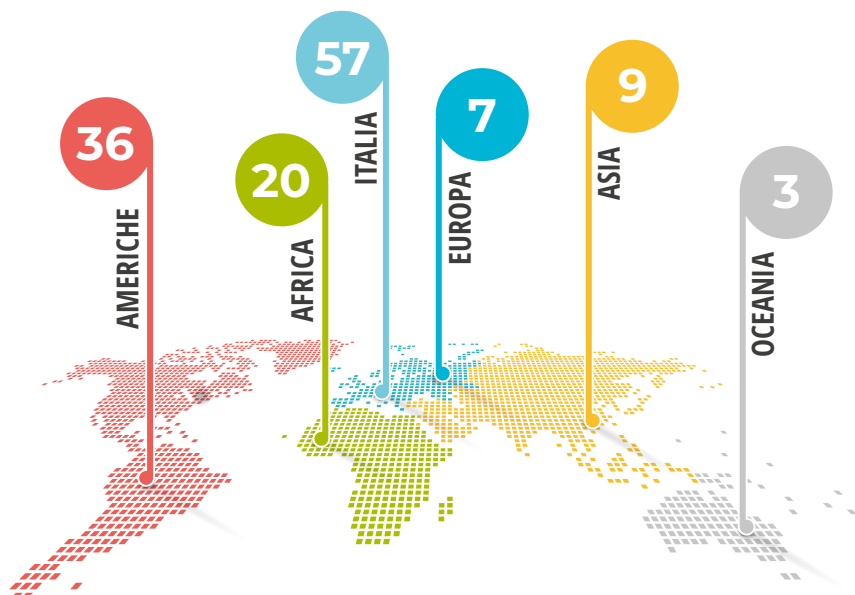 36
AMERICHE
20
AFRICA
57
ITALIA
7
EUROPA
9
ASIA
3
OCEANIA